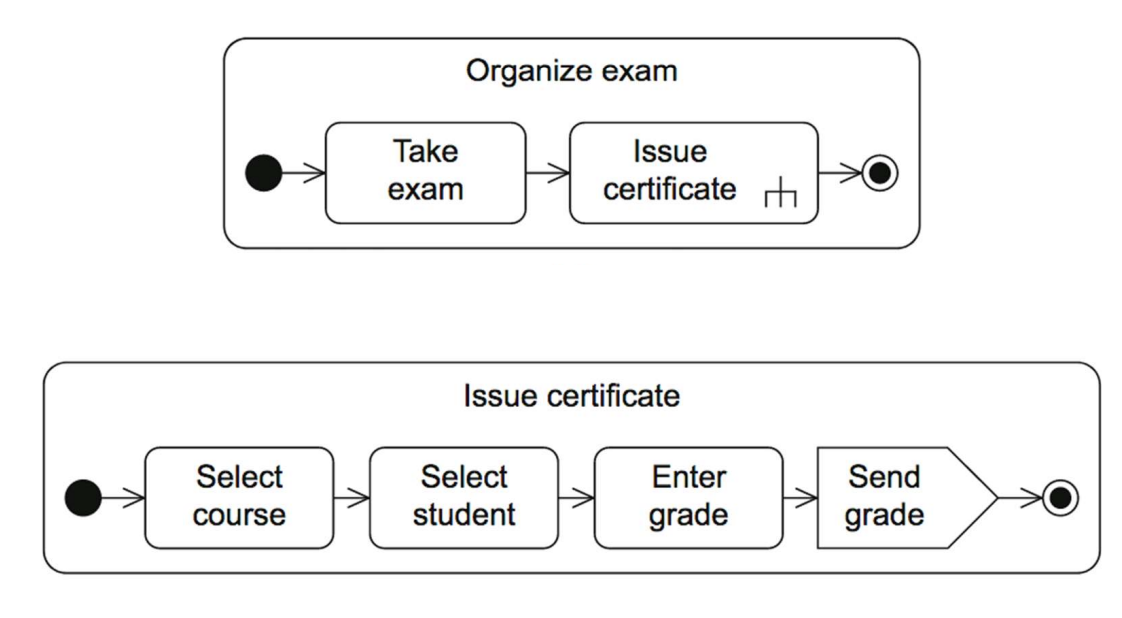 Organize exam
Take
exam
Issue
certificate
Issue certificate
Select
course
Select
student
Enter
grade
Send
grade